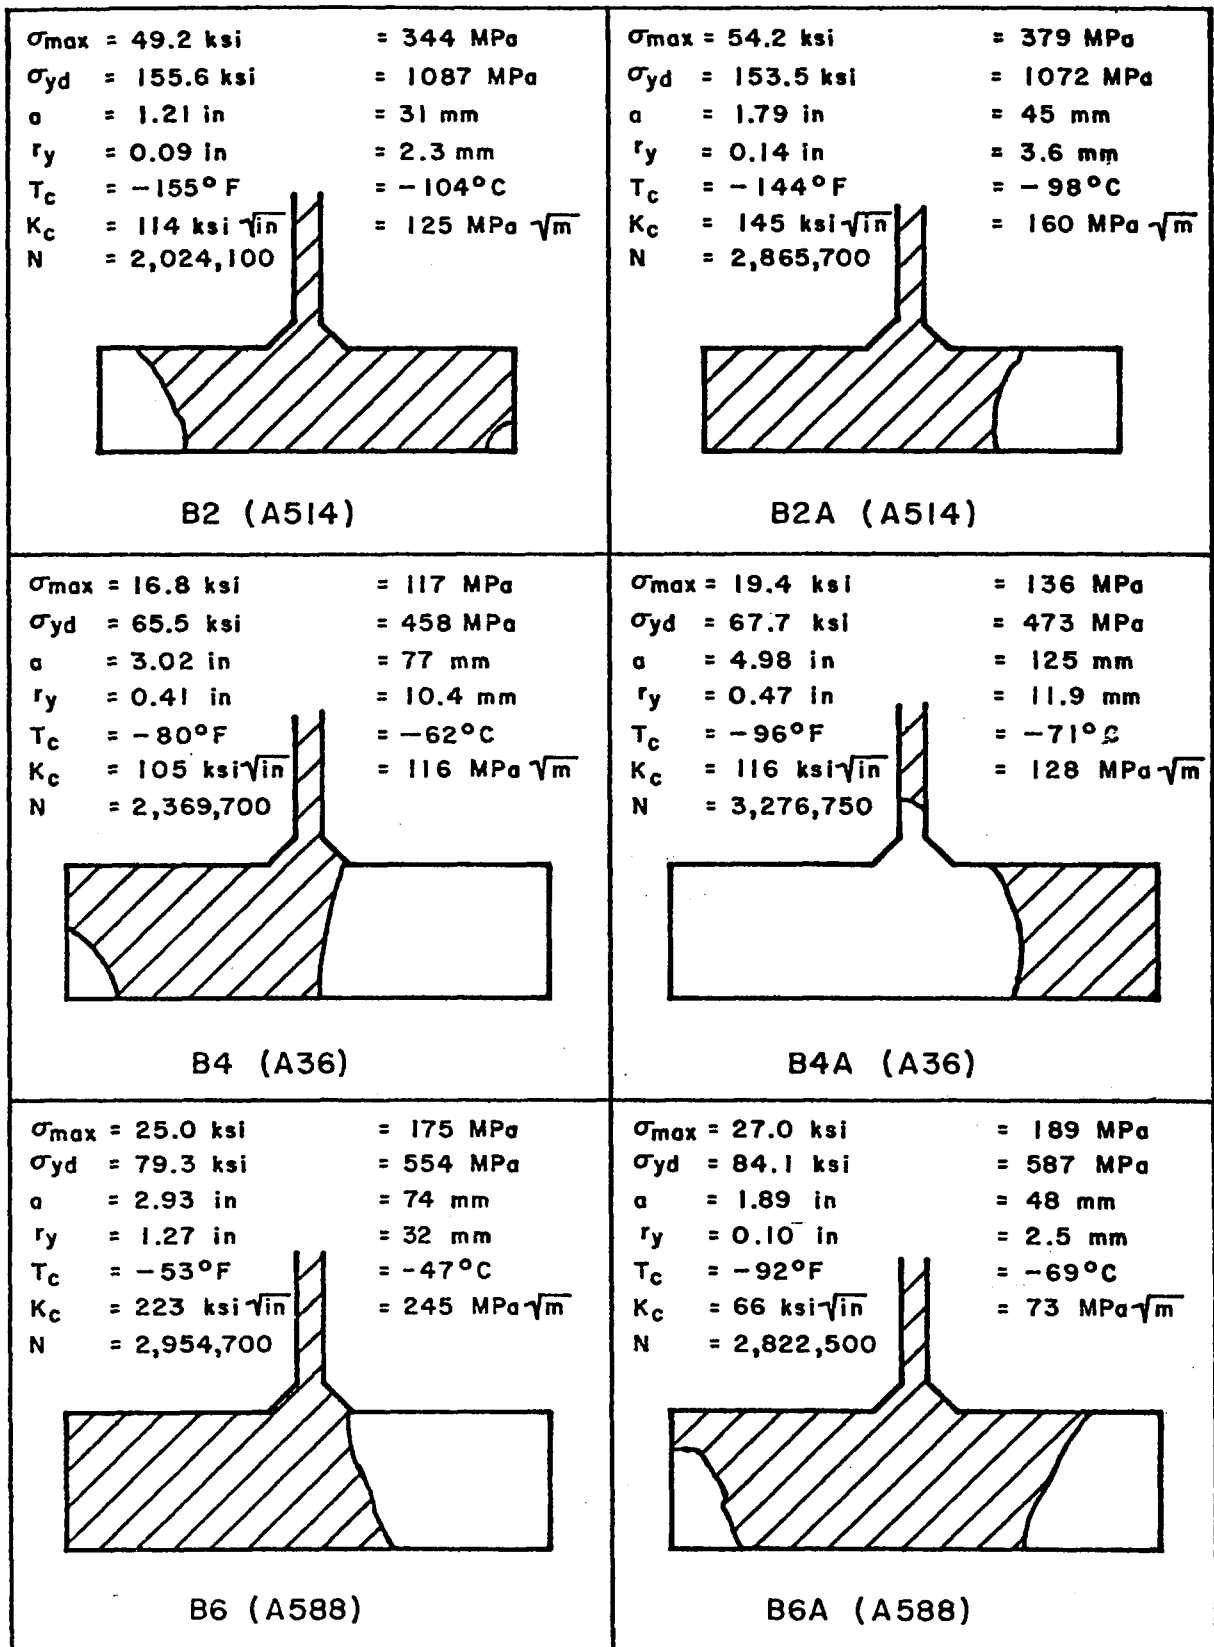 σmax = 49.2 ksi = 344 MPa
σyd = 155.6 ksi = 1087 MPa
a = 1.21 in = 31 mm
ry = 0.09 in = 2.3 mm
Tc = −155°F = −104°C
Kc = 114 ksi √in = 125 MPa √m
N = 2,024,100
B2 (A514)
σmax = 54.2 ksi = 379 MPa
σyd = 153.5 ksi = 1072 MPa
a = 1.79 in = 45 mm
ry = 0.14 in = 3.6 mm
Tc = −144°F = −98°C
Kc = 145 ksi√in = 160 MPa √m
N = 2,865,700
B2A (A514)
σmax = 16.8 ksi = 117 MPa
σyd = 65.5 ksi = 458 MPa
a = 3.02 in = 77 mm
ry = 0.41 in = 10.4 mm
Tc = −80°F = −62°C
Kc = 105 ksi√in = 116 MPa √m
N = 2,369,700
B4 (A36)
σmax = 19.4 ksi = 136 MPa
σyd = 67.7 ksi = 473 MPa
a = 4.98 in = 125 mm
ry = 0.47 in = 11.9 mm
Tc = −96°F = −71°C
Kc = 116 ksi√in = 128 MPa √m
N = 3,276,750
B4A (A36)
σmax = 25.0 ksi = 175 MPa
σyd = 79.3 ksi = 554 MPa
a = 2.93 in = 74 mm
ry = 1.27 in = 32 mm
Tc = −53°F = −47°C
Kc = 223 ksi √in = 245 MPa√m
N = 2,954,700
B6 (A588)
σmax = 27.0 ksi = 189 MPa
σyd = 84.1 ksi = 587 MPa
a = 1.89 in = 48 mm
ry = 0.10 in = 2.5 mm
Tc = −92°F = −69°C
Kc = 66 ksi√in = 73 MPa√m
N = 2,822,500
B6A (A588)